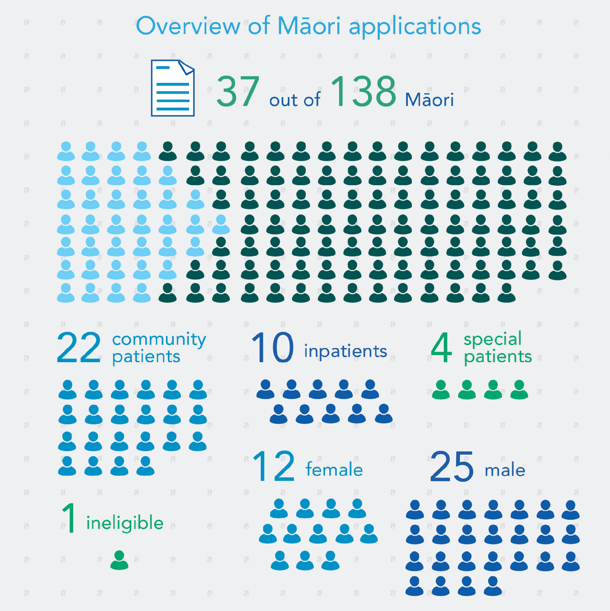 Overview of Māori applications
37 out of 138 Māori
22 community
patients
10 inpatients
4 special
patients
12 female
25 male
1 ineligible